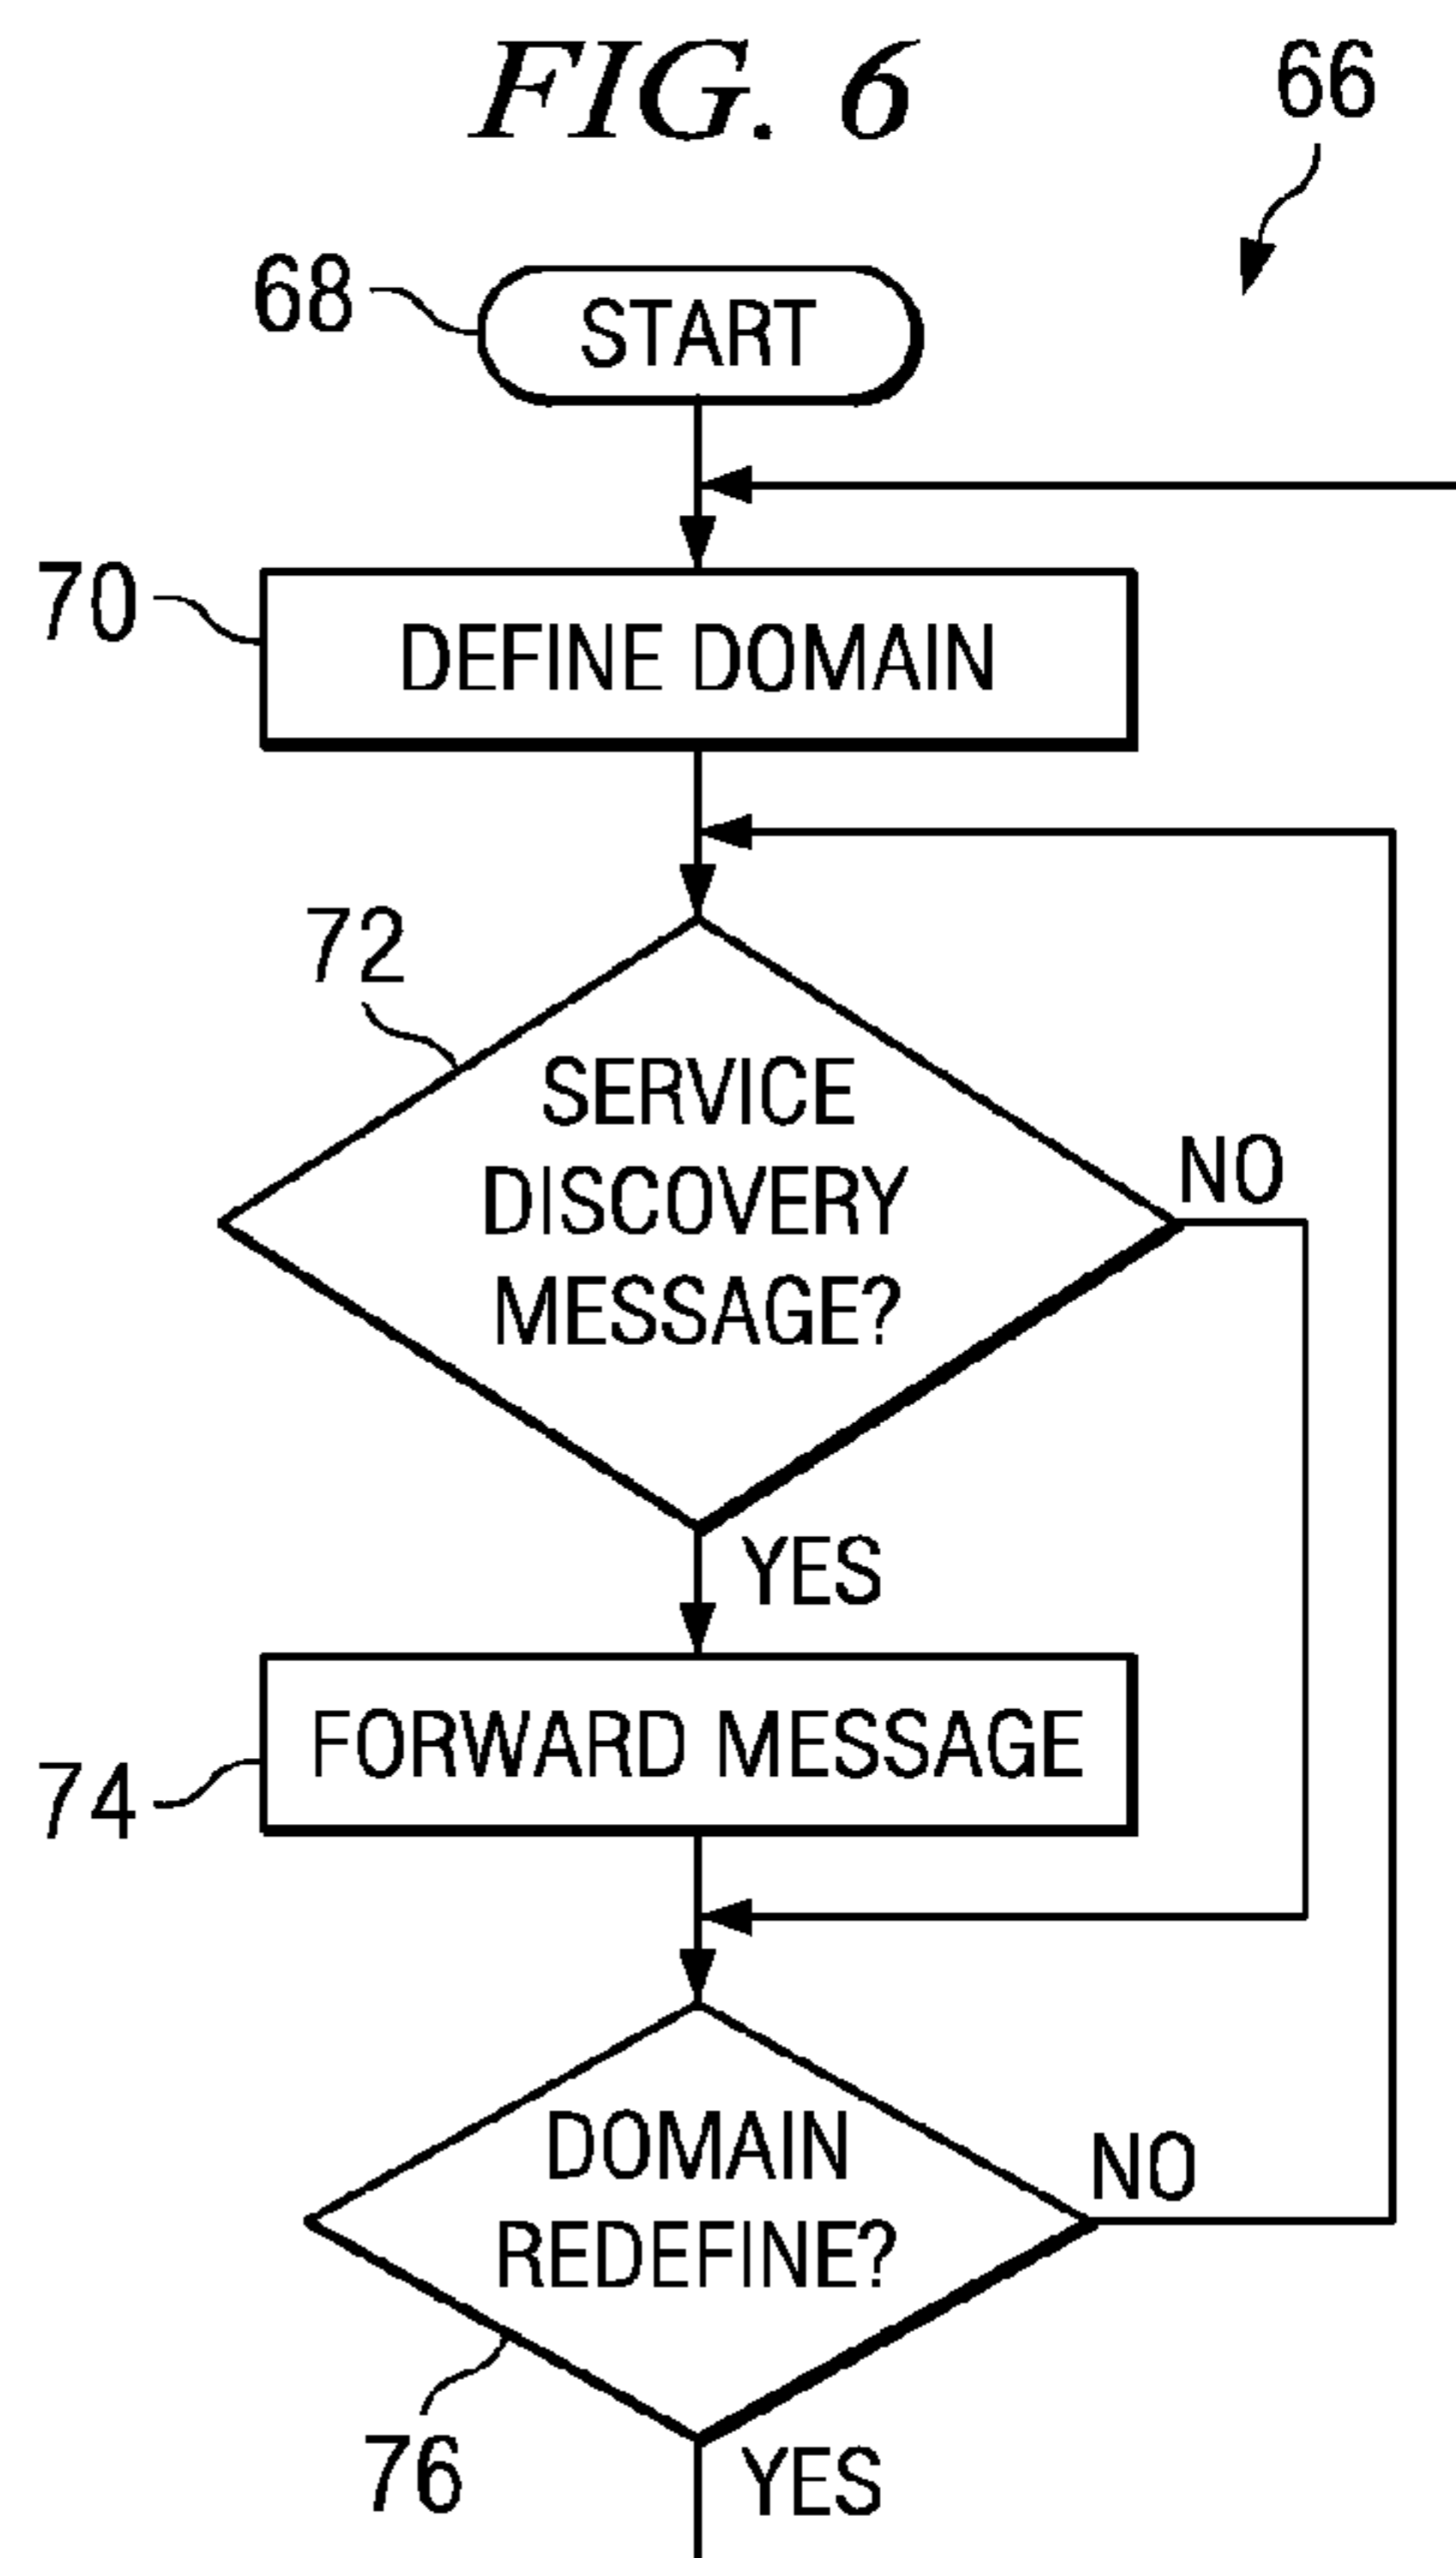 FIG. 6
66
68
START
70
DEFINE DOMAIN
72
SERVICE
DISCOVERY
MESSAGE?
NO
YES
FORWARD MESSAGE
74
DOMAIN
REDEFINE?
NO
76
YES